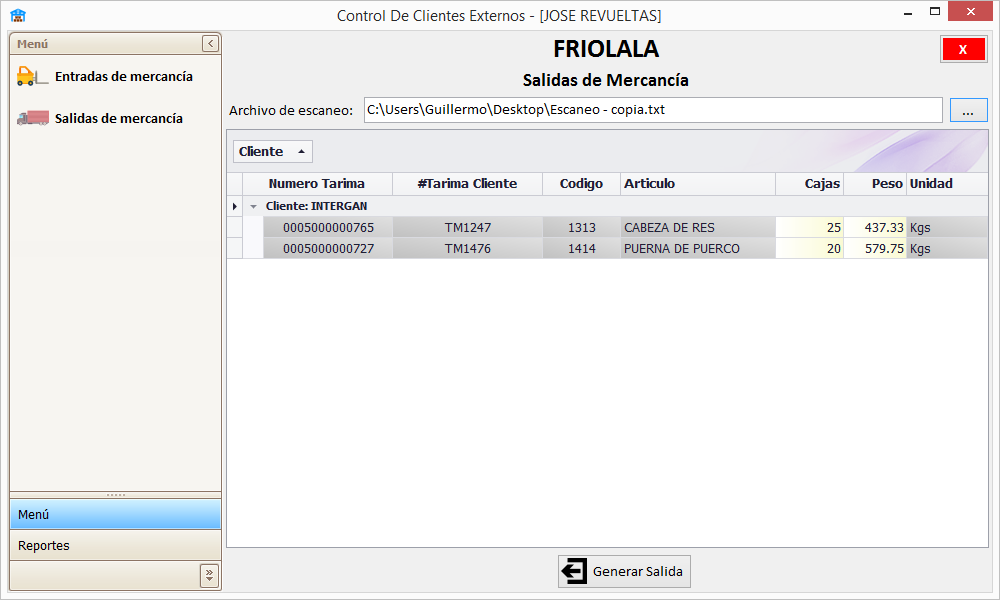 Control De Clientes Externos - [JOSE REVUELTAS]
Menú
Entradas de mercancía
Salidas de mercancía
FRIOLALA
X
Salidas de Mercancía
Archivo de escaneo: C:\Users\Guillermo\Desktop\Escaneo - copia.txt ...
Cliente
Numero Tarima #Tarima Cliente Codigo Articulo Cajas Peso Unidad
Cliente: INTERGAN
0005000000765 TM1247 1313 CABEZA DE RES 25 437.33 Kgs
0005000000727 TM1476 1414 PUERNA DE PUERCO 20 579.75 Kgs
Menú
Reportes
Generar Salida